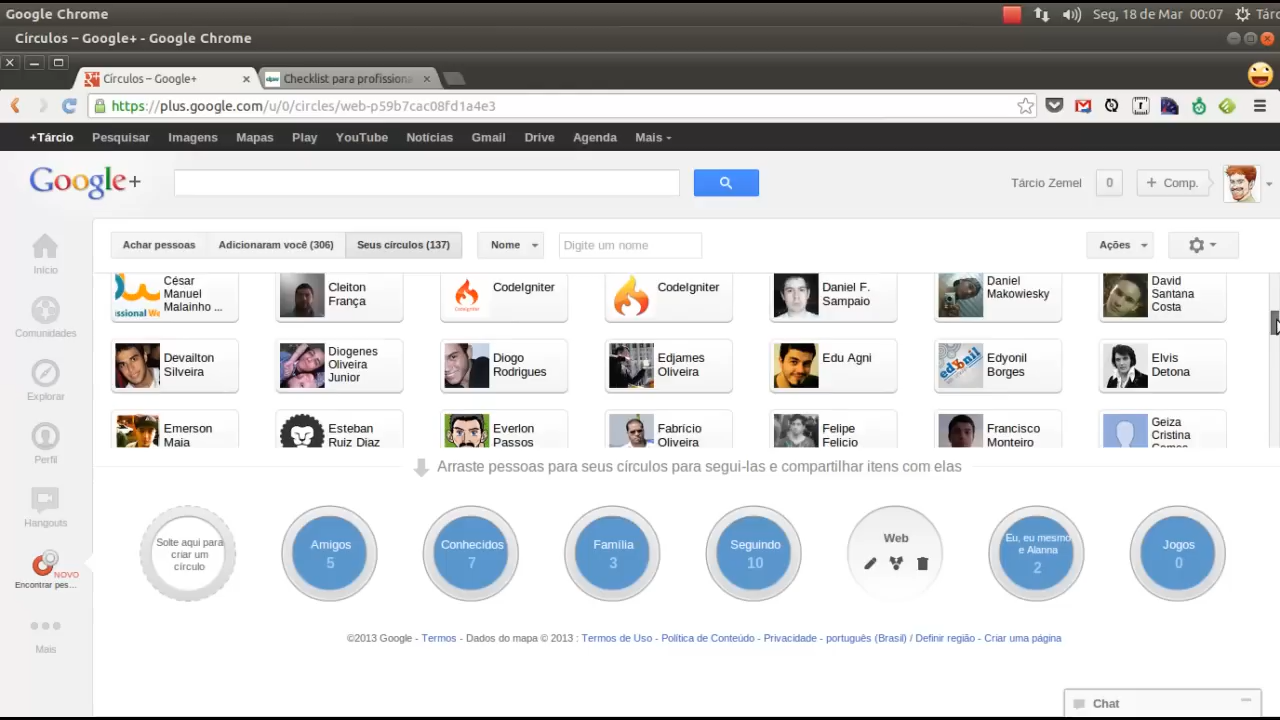 Google Chrome
Seg, 18 de Mar 00:07
Tárc
Círculos – Google+ - Google Chrome
Círculos – Google+
Checklist para profissiona
https://plus.google.com/u/0/circles/web-p59b7cac08fd1a4e3
+Tárcio Pesquisar Imagens Mapas Play YouTube Notícias Gmail Drive Agenda Mais
Google+
Tárcio Zemel 0 + Comp.
Achar pessoas Adicionaram você (306) Seus círculos (137) Nome Digite um nome Ações
Início
Comunidades
Explorar
Perfil
Hangouts
NOVO
Encontrar pes...
Mais
César
Manuel
Malainho ...
Cleiton
França
CodeIgniter
CodeIgniter
Daniel F.
Sampaio
Daniel
Makowiesky
David
Santana
Costa
Devailton
Silveira
Diogenes
Oliveira
Junior
Diogo
Rodrigues
Edjames
Oliveira
Edu Agni
Edyonil
Borges
Elvis
Detona
Emerson
Maia
Esteban
Ruiz Diaz
Everlon
Passos
Fabrício
Oliveira
Felipe
Felicio
Francisco
Monteiro
Geiza
Cristina
Arraste pessoas para seus círculos para segui-las e compartilhar itens com elas
Solte aqui para
criar um
círculo
Amigos
5
Conhecidos
7
Família
3
Seguindo
10
Web
Eu, eu mesmo
e Alanna
2
Jogos
0
©2013 Google - Termos - Dados do mapa © 2013 : Termos de Uso - Política de Conteúdo - Privacidade - português (Brasil) / Definir região - Criar uma página
Chat